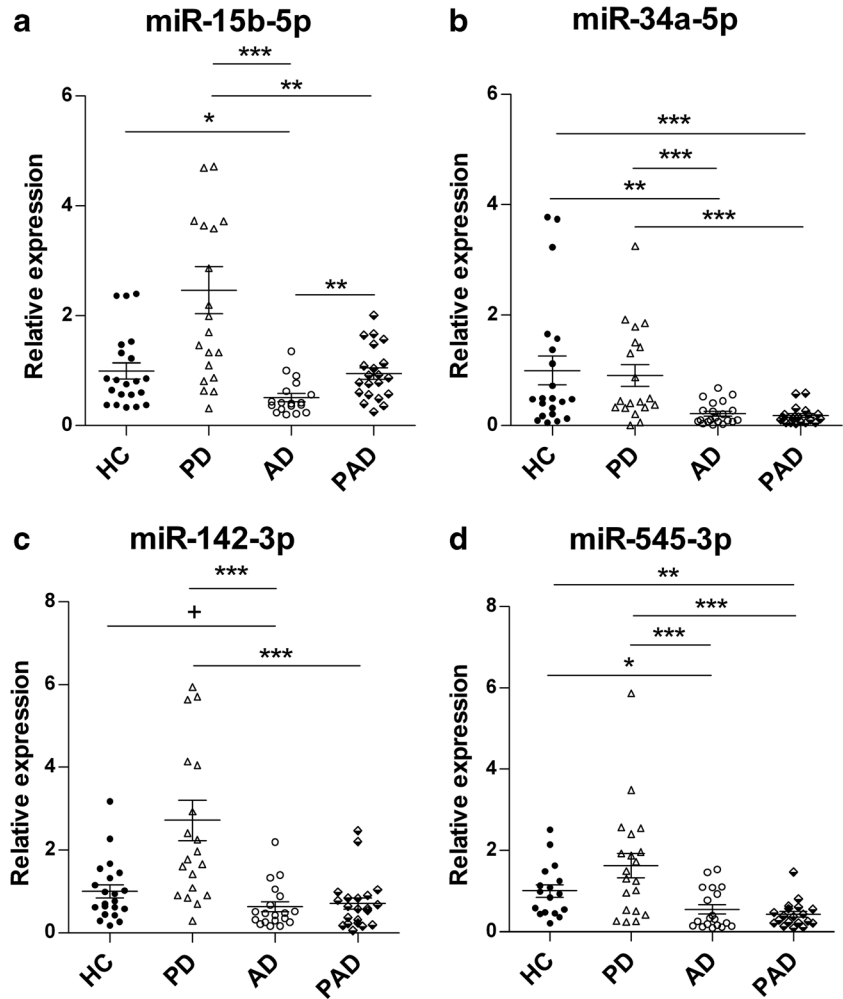 a miR-15b-5p
***
**
*
**
6
4
2
0
Relative expression
HC PD AD PAD
b miR-34a-5p
***
***
**
***
6
4
2
0
Relative expression
HC PD AD PAD
c miR-142-3p
***
+
***
8
6
4
2
0
Relative expression
HC PD AD PAD
d miR-545-3p
**
***
***
*
8
6
4
2
0
Relative expression
HC PD AD PAD